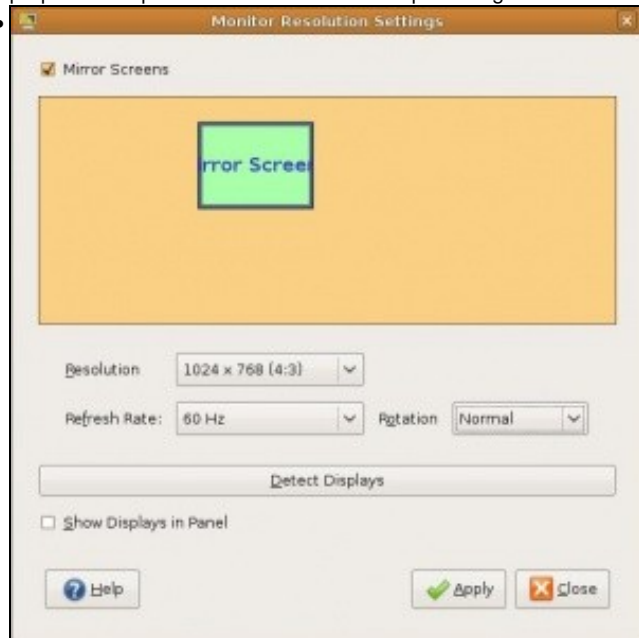 Monitor Resolution Settings
Mirror Screens
rror Scree
Resolution 1024 x 768 (4:3)
Refresh Rate: 60 Hz Rotation Normal
Detect Displays
Show Displays in Panel
Help Apply Close